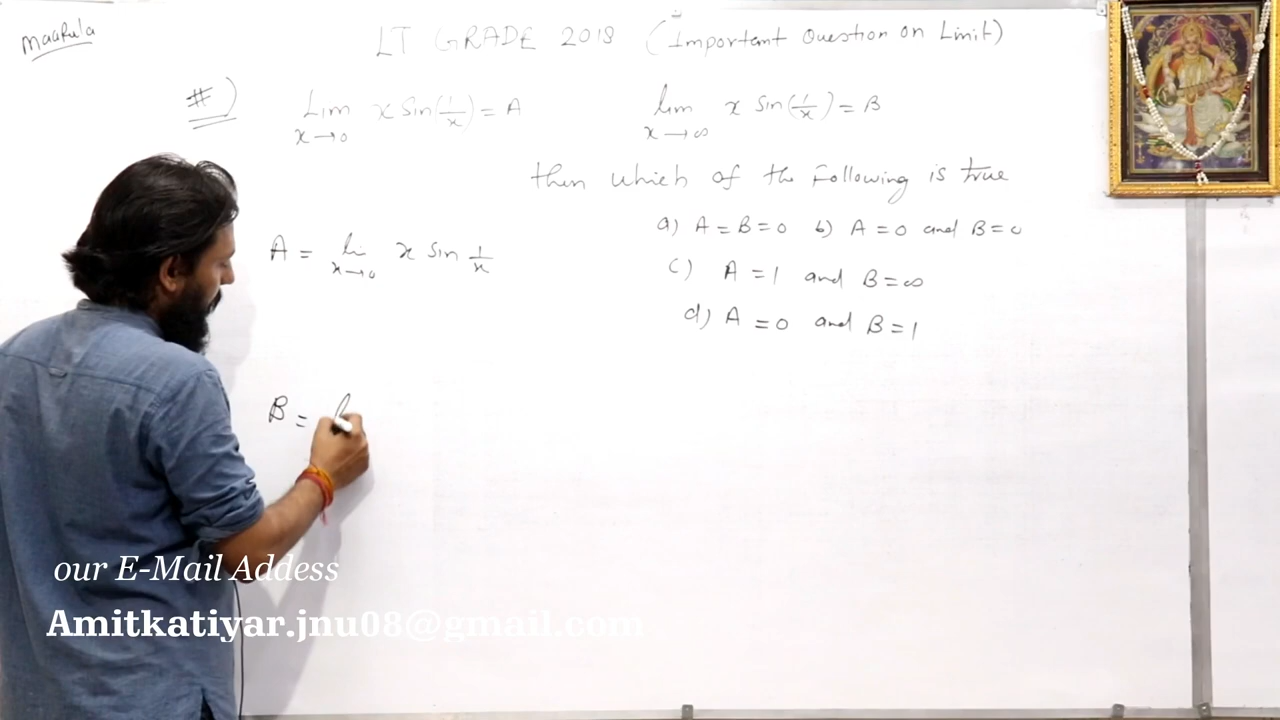 Maarula
LT GRADE 2018 (Important Question on Limit)
#) Lim x→0 x Sin(1/x) = A lim x→∞ x Sin(1/x) = B
then which of the following is true
a) A = B = 0 b) A = 0 and B = 0
c) A = 1 and B = ∞
d) A = 0 and B = 1
A = lim x→0 x Sin 1/x
B =
our E-Mail Addess
Amitkatiyar.jnu08@gmail.com